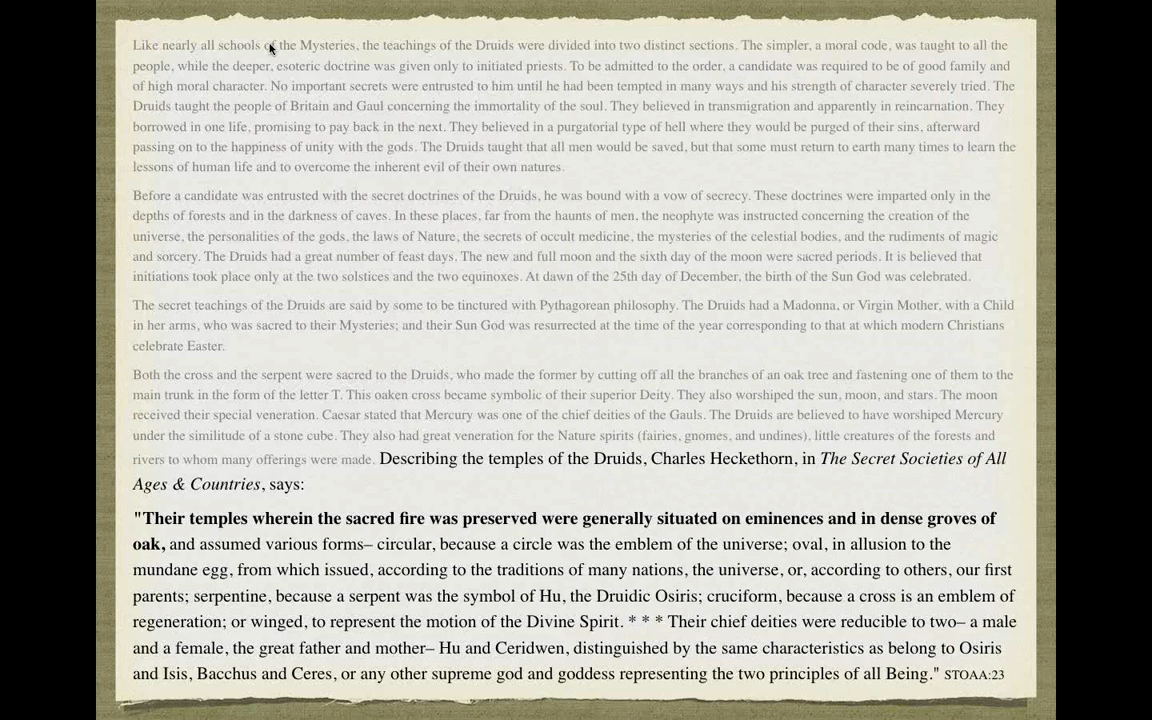 Like nearly all schools of the Mysteries, the teachings of the Druids were divided into two distinct sections. The simpler, a moral code, was taught to all the
people, while the deeper, esoteric doctrine was given only to initiated priests. To be admitted to the order, a candidate was required to be of good family and
of high moral character. No important secrets were entrusted to him until he had been tempted in many ways and his strength of character severely tried. The
Druids taught the people of Britain and Gaul concerning the immortality of the soul. They believed in transmigration and apparently in reincarnation. They
borrowed in one life, promising to pay back in the next. They believed in a purgatorial type of hell where they would be purged of their sins, afterward
passing on to the happiness of unity with the gods. The Druids taught that all men would be saved, but that some must return to earth many times to learn the
lessons of human life and to overcome the inherent evil of their own natures.
Before a candidate was entrusted with the secret doctrines of the Druids, he was bound with a vow of secrecy. These doctrines were imparted only in the
depths of forests and in the darkness of caves. In these places, far from the haunts of men, the neophyte was instructed concerning the creation of the
universe, the personalities of the gods, the laws of Nature, the secrets of occult medicine, the mysteries of the celestial bodies, and the rudiments of magic
and sorcery. The Druids had a great number of feast days. The new and full moon and the sixth day of the moon were sacred periods. It is believed that
initiations took place only at the two solstices and the two equinoxes. At dawn of the 25th day of December, the birth of the Sun God was celebrated.
The secret teachings of the Druids are said by some to be tinctured with Pythagorean philosophy. The Druids had a Madonna, or Virgin Mother, with a Child
in her arms, who was sacred to their Mysteries; and their Sun God was resurrected at the time of the year corresponding to that at which modern Christians
celebrate Easter.
Both the cross and the serpent were sacred to the Druids, who made the former by cutting off all the branches of an oak tree and fastening one of them to the
main trunk in the form of the letter T. This oaken cross became symbolic of their superior Deity. They also worshiped the sun, moon, and stars. The moon
received their special veneration. Caesar stated that Mercury was one of the chief deities of the Gauls. The Druids are believed to have worshiped Mercury
under the similitude of a stone cube. They also had great veneration for the Nature spirits (fairies, gnomes, and undines), little creatures of the forests and
rivers to whom many offerings were made. Describing the temples of the Druids, Charles Heckethorn, in The Secret Societies of All
Ages & Countries, says:
"Their temples wherein the sacred fire was preserved were generally situated on eminences and in dense groves of
oak, and assumed various forms– circular, because a circle was the emblem of the universe; oval, in allusion to the
mundane egg, from which issued, according to the traditions of many nations, the universe, or, according to others, our first
parents; serpentine, because a serpent was the symbol of Hu, the Druidic Osiris; cruciform, because a cross is an emblem of
regeneration; or winged, to represent the motion of the Divine Spirit. * * * Their chief deities were reducible to two– a male
and a female, the great father and mother– Hu and Ceridwen, distinguished by the same characteristics as belong to Osiris
and Isis, Bacchus and Ceres, or any other supreme god and goddess representing the two principles of all Being." STOAA:23